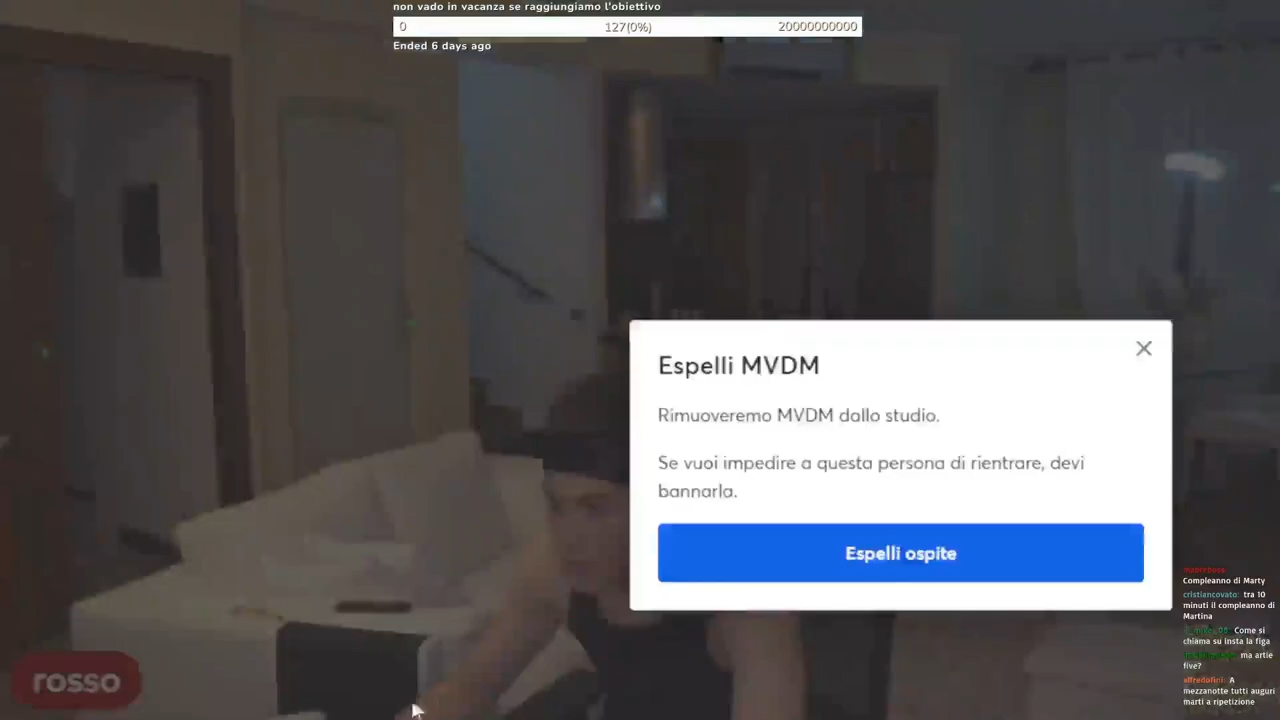 non vado in vacanza se raggiungiamo l'obiettivo
0 127(0%) 20000000000
Ended 6 days ago
Espelli MVDM
Rimuoveremo MVDM dallo studio.
Se vuoi impedire a questa persona di rientrare, devi
bannarla.
Espelli ospite
Compleanno di Marty
cristiancovato: tra 10
minuti il compleanno di
Martina
Come si
chiama su insta la figa
ma artie
five?
alfredofini: A
mezzanotte tutti auguri
marti a ripetizione
rosso